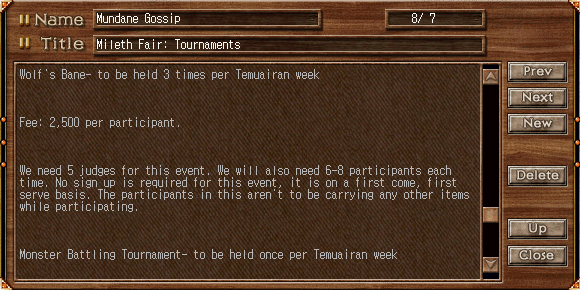 Name Mundane Gossip 8/ 7
Title Mileth Fair: Tournaments
Wolf's Bane- to be held 3 times per Temuairan week
Fee: 2,500 per participant.
We need 5 judges for this event. We will also need 6-8 participants each
time. No sign up is required for this event, it is on a first come, first
serve basis. The participants in this aren't to be carrying any other items
while participating.
Monster Battling Tournament- to be held once per Temuairan week
Prev
Next
New
Delete
Up
Close